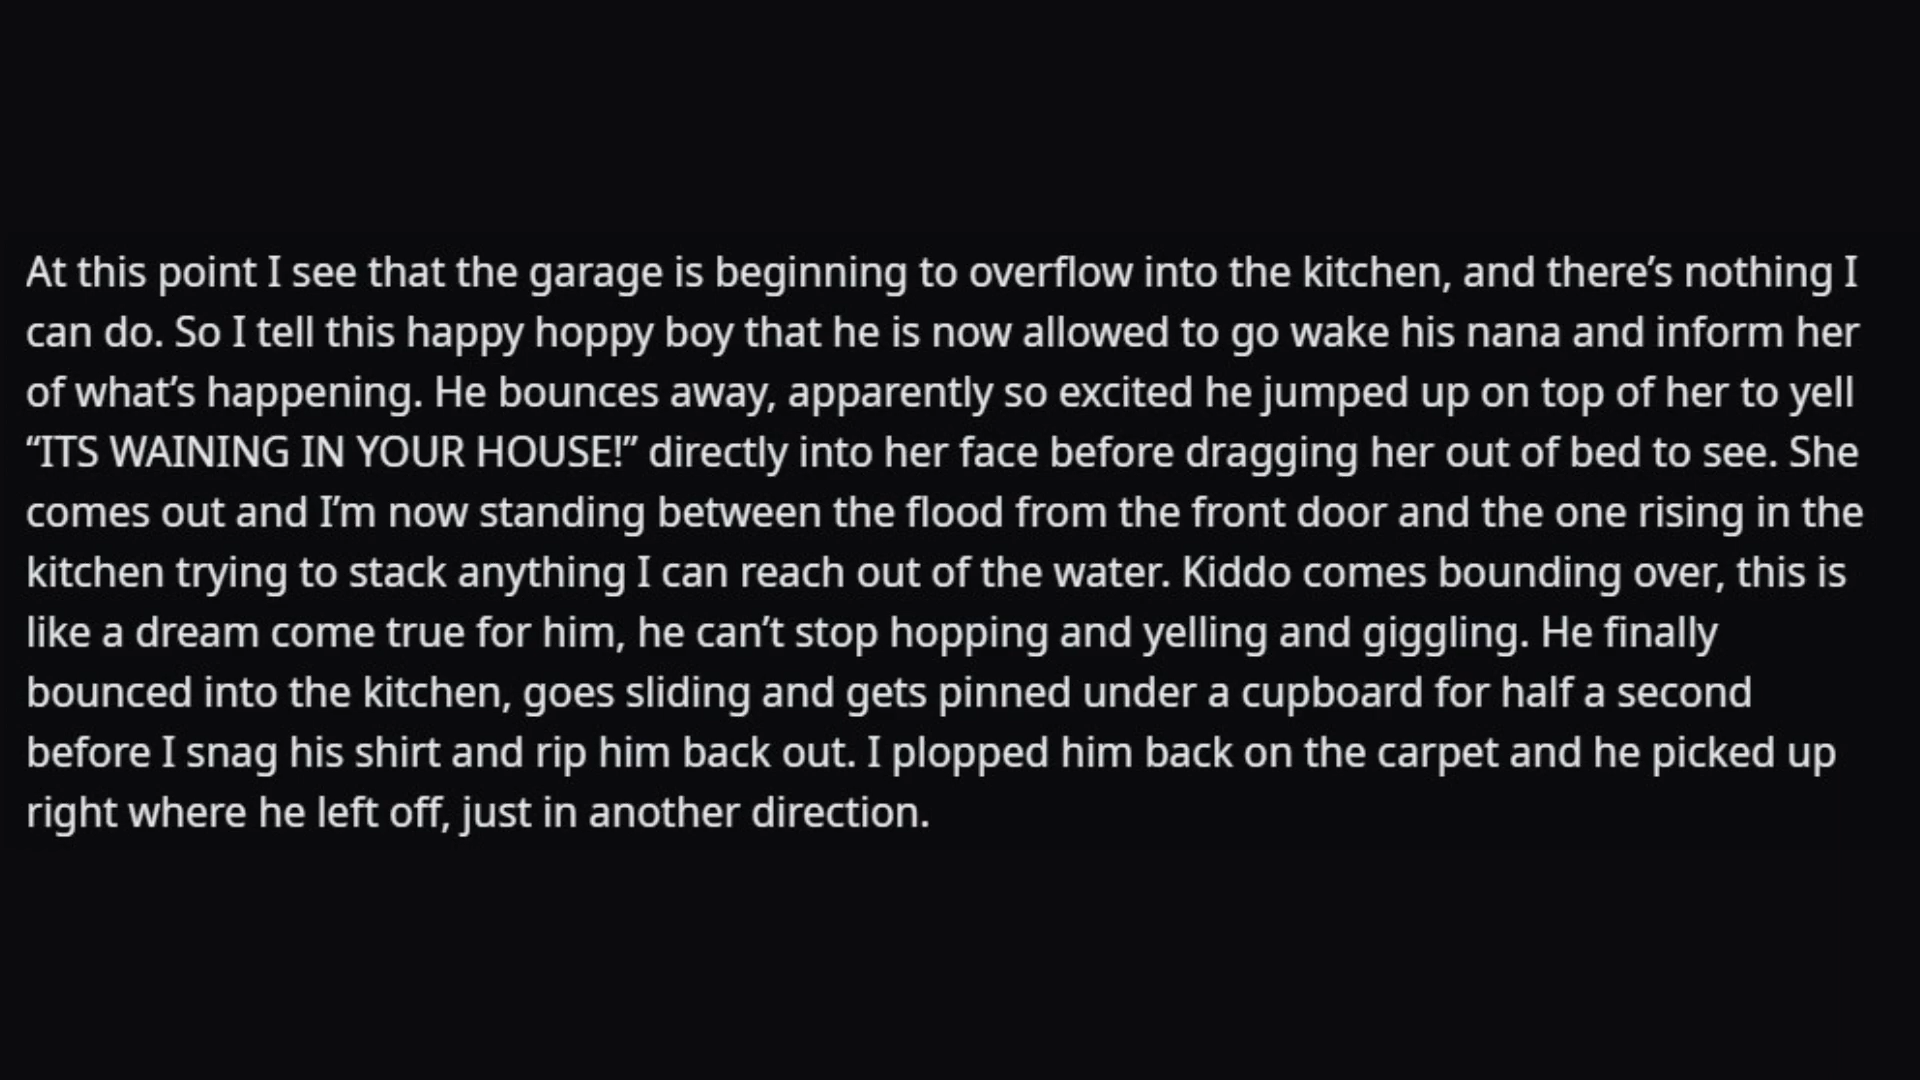 At this point I see that the garage is beginning to overflow into the kitchen, and there’s nothing I
can do. So I tell this happy hoppy boy that he is now allowed to go wake his nana and inform her
of what’s happening. He bounces away, apparently so excited he jumped up on top of her to yell
“ITS WAINING IN YOUR HOUSE!” directly into her face before dragging her out of bed to see. She
comes out and I’m now standing between the flood from the front door and the one rising in the
kitchen trying to stack anything I can reach out of the water. Kiddo comes bounding over, this is
like a dream come true for him, he can’t stop hopping and yelling and giggling. He finally
bounced into the kitchen, goes sliding and gets pinned under a cupboard for half a second
before I snag his shirt and rip him back out. I plopped him back on the carpet and he picked up
right where he left off, just in another direction.